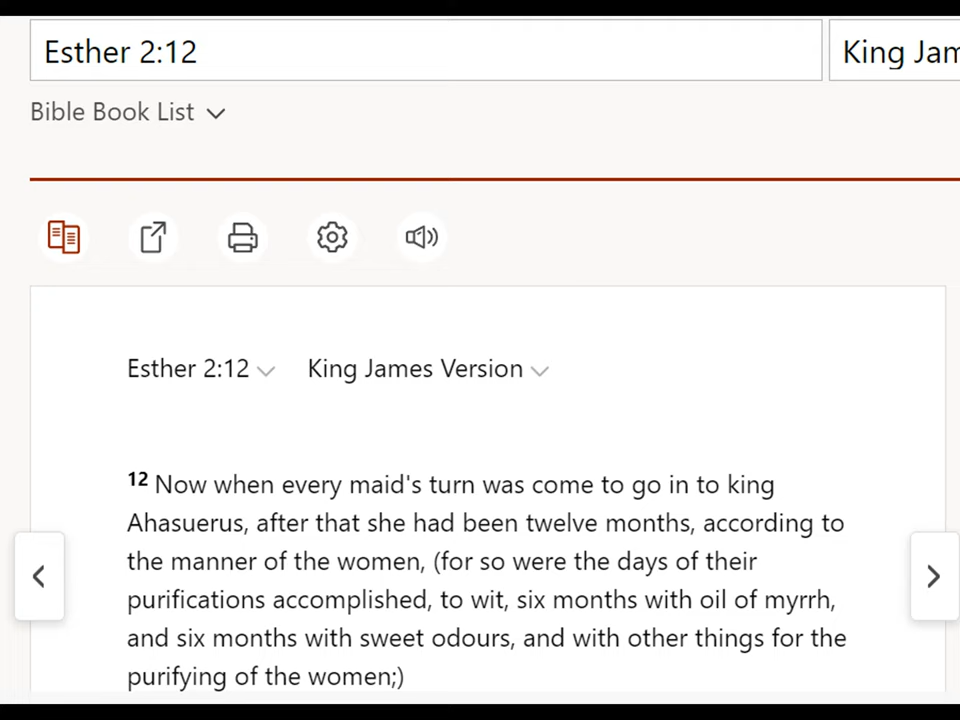 Esther 2:12
King Jam
Bible Book List
Esther 2:12 King James Version
12 Now when every maid's turn was come to go in to king
Ahasuerus, after that she had been twelve months, according to
the manner of the women, (for so were the days of their
purifications accomplished, to wit, six months with oil of myrrh,
and six months with sweet odours, and with other things for the
purifying of the women;)